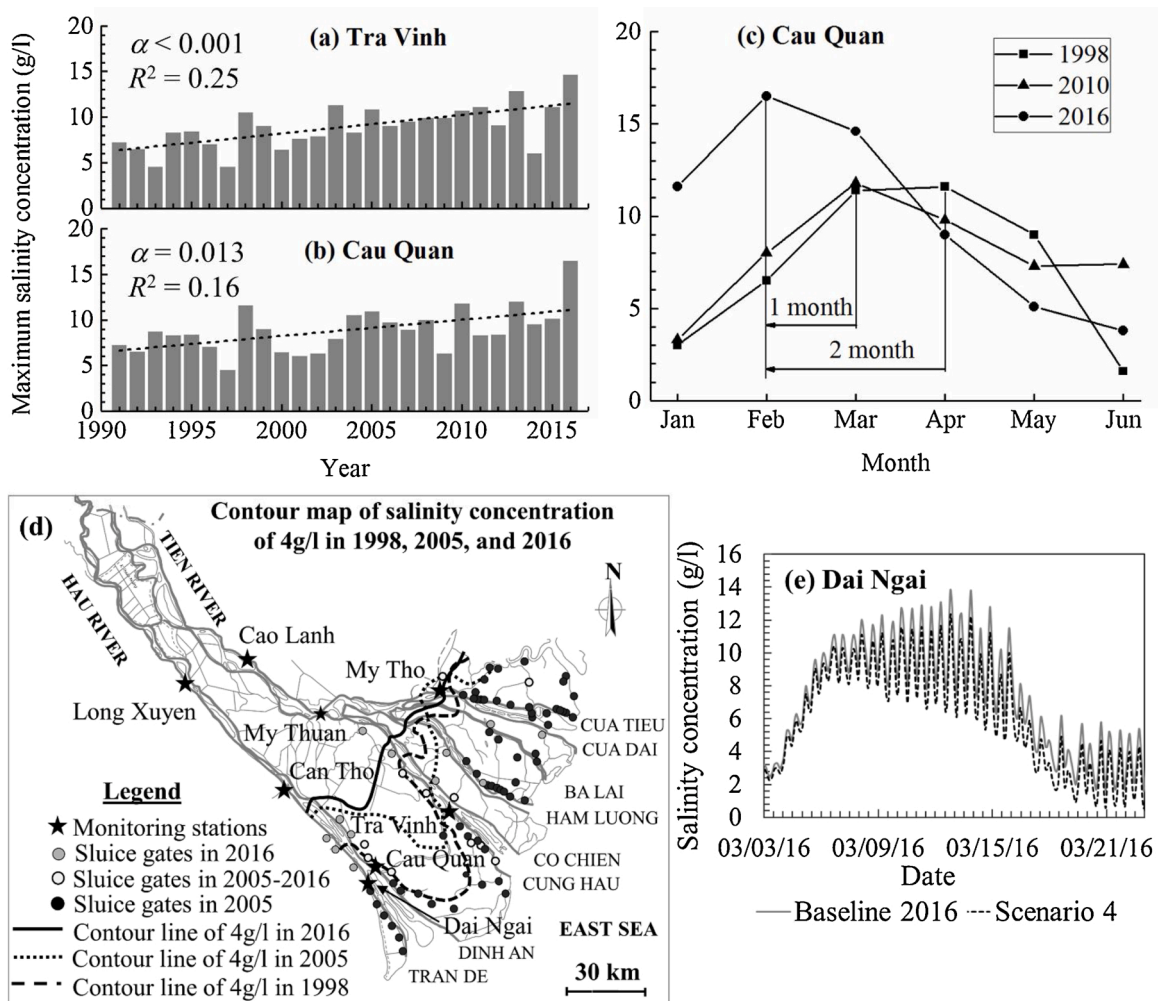 Maximum salinity concentration (g/l)
20
15
10
5
0
(a) Tra Vinh
α < 0.001
R² = 0.25
20
15
10
5
0
(b) Cau Quan
α = 0.013
R² = 0.16
1990 1995 2000 2005 2010 2015
Year
20
15
10
5
0
(c) Cau Quan
1998
2010
2016
1 month
2 month
Jan Feb Mar Apr May Jun
Month
(d)
Contour map of salinity concentration
of 4g/l in 1998, 2005, and 2016
N
TIEN RIVER
HAU RIVER
Cao Lanh
My Tho
Long Xuyen
My Thuan
CUA TIEU
CUA DAI
Can Tho
BA LAI
HAM LUONG
Tra Vinh
Cau Quan
CO CHIEN
CUNG HAU
Dai Ngai
EAST SEA
DINH AN
TRAN DE
30 km
Legend
Monitoring stations
Sluice gates in 2016
Sluice gates in 2005-2016
Sluice gates in 2005
Contour line of 4g/l in 2016
Contour line of 4g/l in 2005
Contour line of 4g/l in 1998
Salinity concentration (g/l)
16
14
12
10
8
6
4
2
0
(e) Dai Ngai
03/03/16 03/09/16 03/15/16 03/21/16
Date
Baseline 2016 Scenario 4